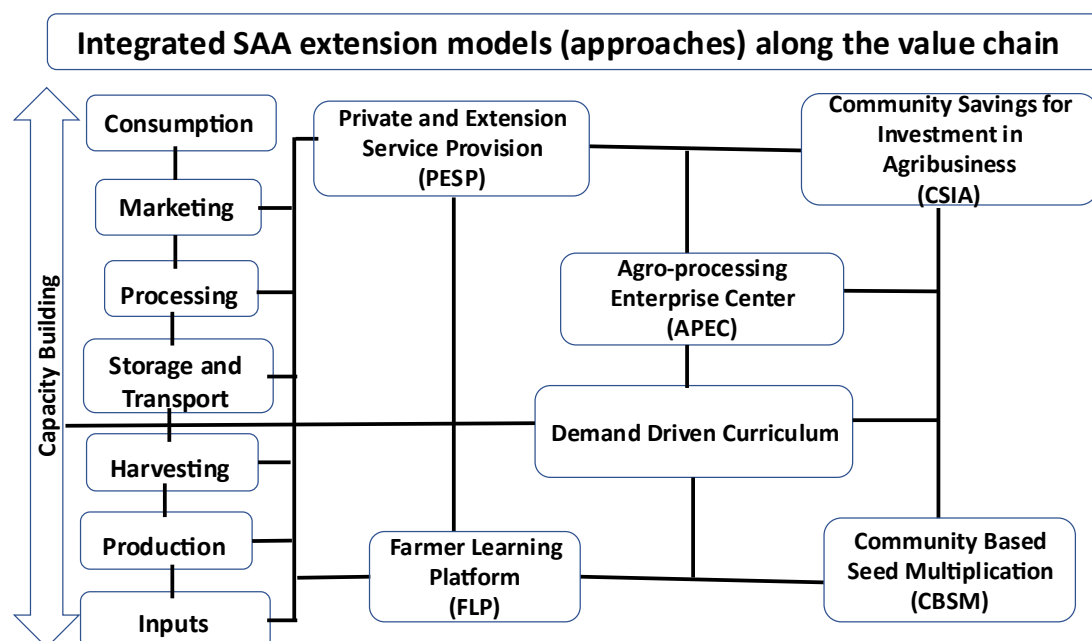 Integrated SAA extension models (approaches) along the value chain
Capacity Building
Consumption
Marketing
Processing
Storage and
Transport
Harvesting
Production
Inputs
Private and Extension
Service Provision
(PESP)
Community Savings for
Investment in
Agribusiness
(CSIA)
Agro-processing
Enterprise Center
(APEC)
Demand Driven Curriculum
Farmer Learning
Platform
(FLP)
Community Based
Seed Multiplication
(CBSM)